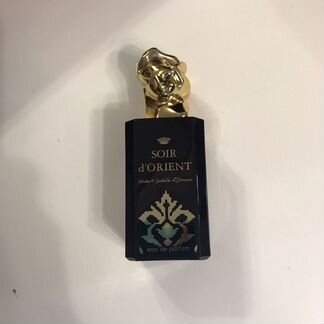 SOIR
d'ORIENT
Hubert Isabelle d'Ornano
eau de parfum